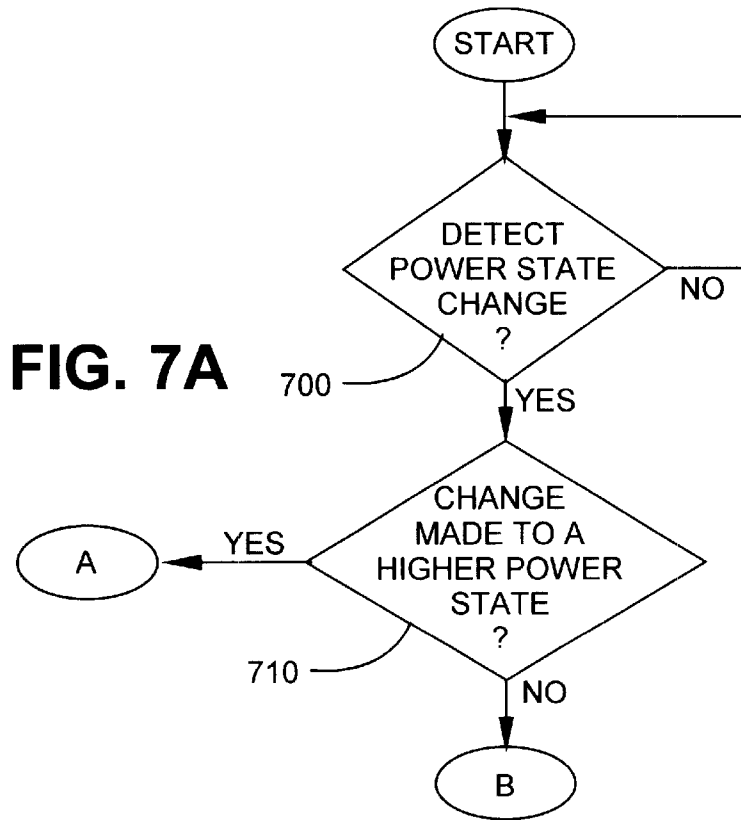 START
DETECT
POWER STATE
CHANGE
?
NO
FIG. 7A
700
YES
CHANGE
MADE TO A
HIGHER POWER
STATE
?
YES
A
710
NO
B